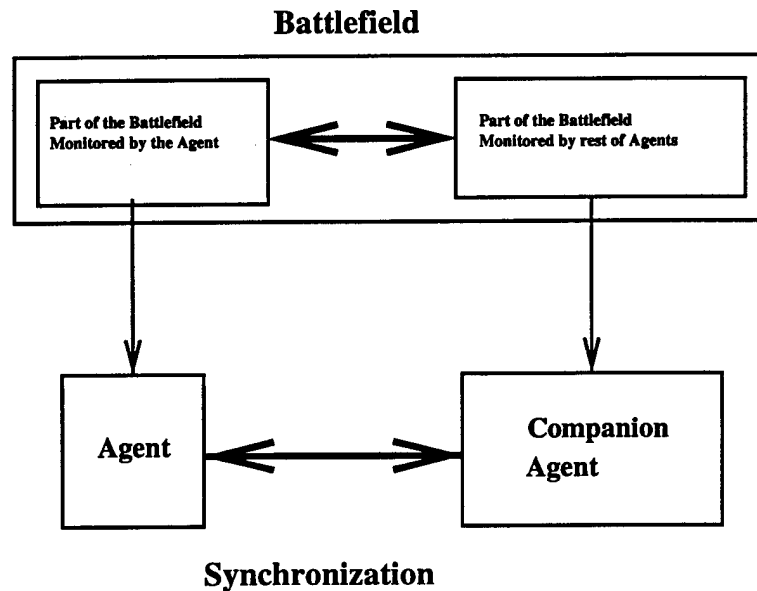 Battlefield
Part of the Battlefield
Monitored by the Agent
Part of the Battlefield
Monitored by rest of Agents
Agent
Companion
Agent
Synchronization